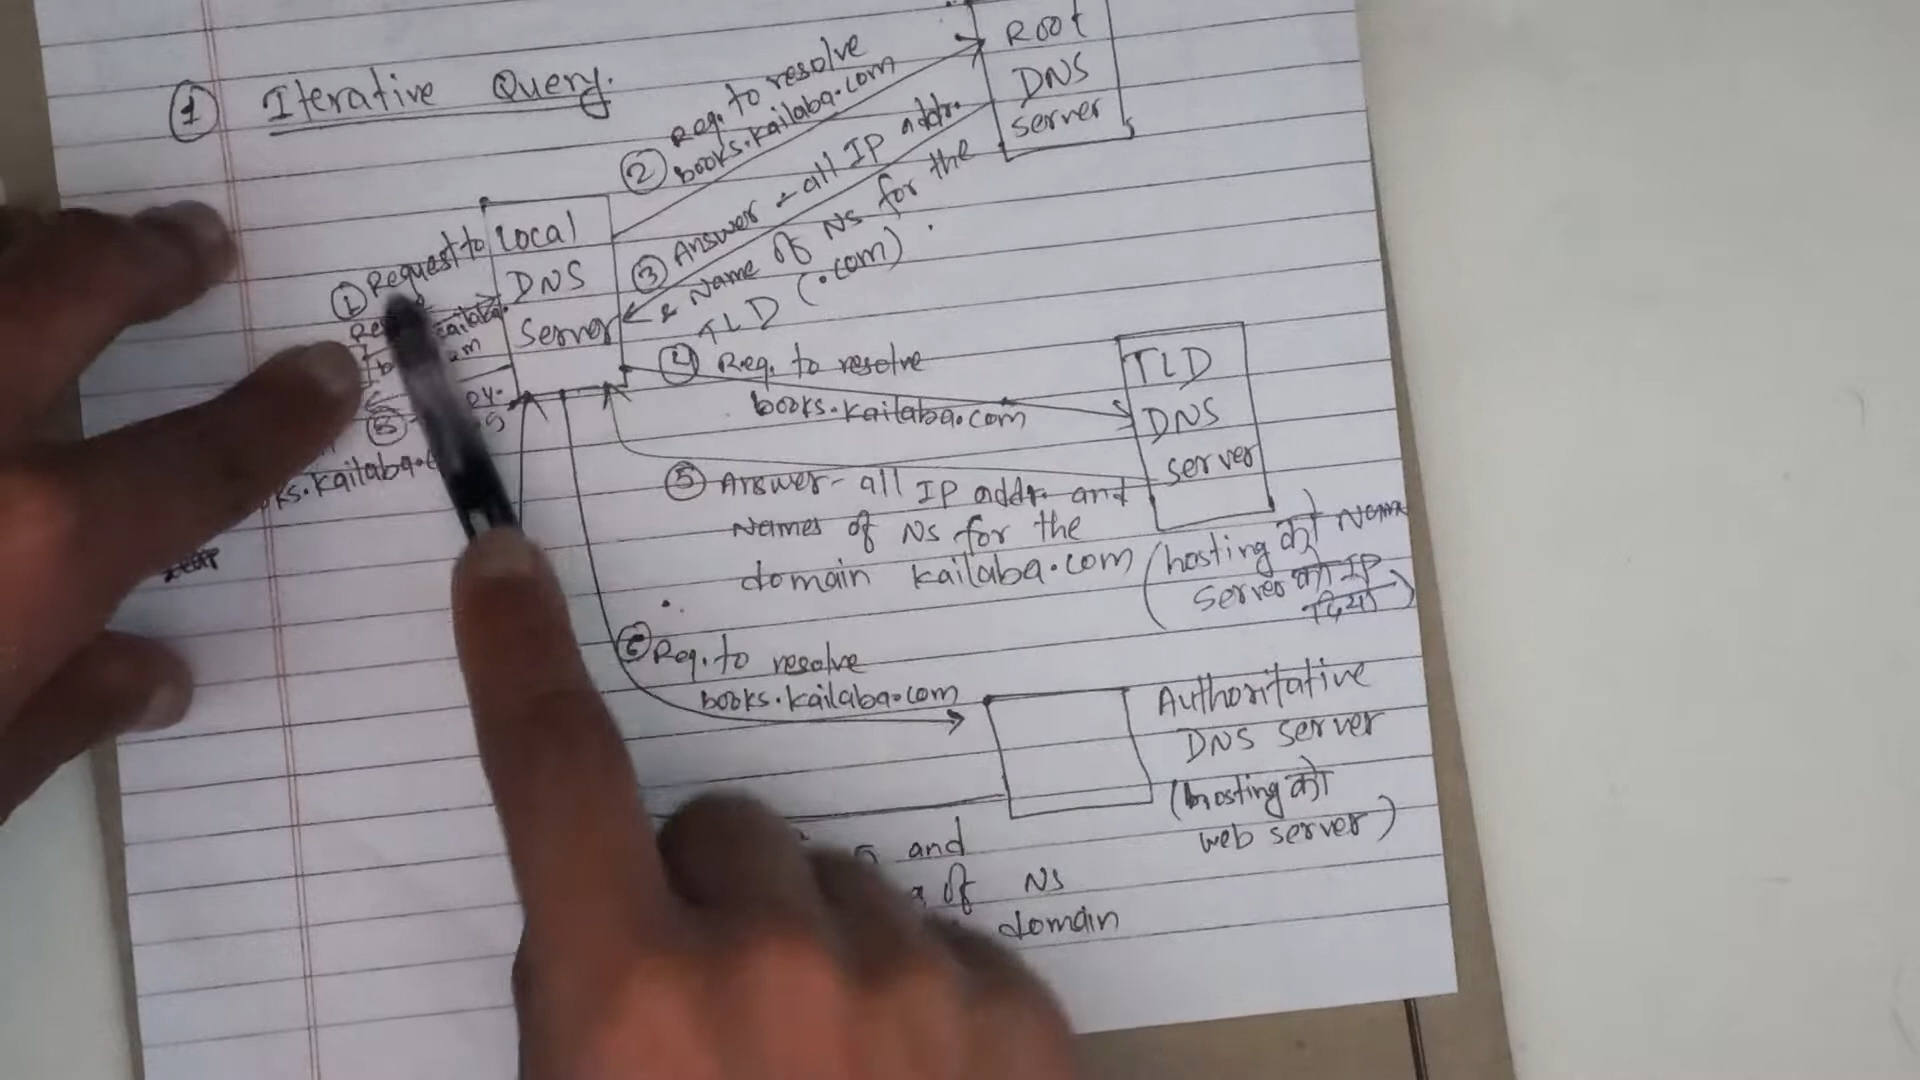 ① Iterative Query.
Root
DNS
server
② Req. to resolve
books.kailaba.com
③ Answer - all IP addr.
& Name of NS for the
TLD (.com)
① Request to
Local
DNS
Server
④ Req. to resolve
books.kailaba.com
TLD
DNS
server
⑤ Answer - all IP addr. and
Names of NS for the
domain kailaba.com
(hosting को Name
server को IP
⑥ Req. to resolve
books.kailaba.com
Authoritative
DNS server
(hosting को
web server)
⑧
and
of NS
domain